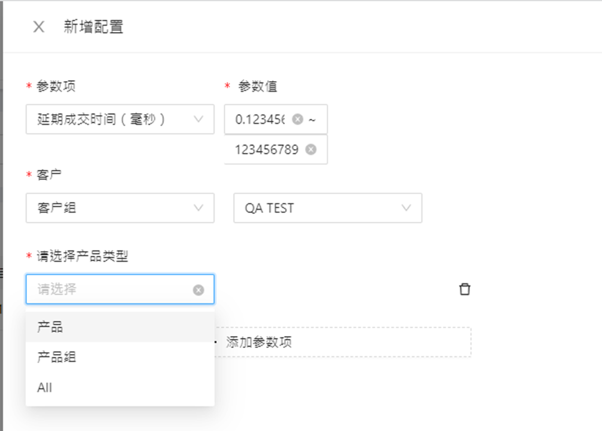 新增配置
* 参数项
* 参数值
延期成交时间（毫秒）
0.123456 ~
123456789
* 客户
客户组
QA TEST
* 请选择产品类型
请选择
产品
产品组
All
添加参数项